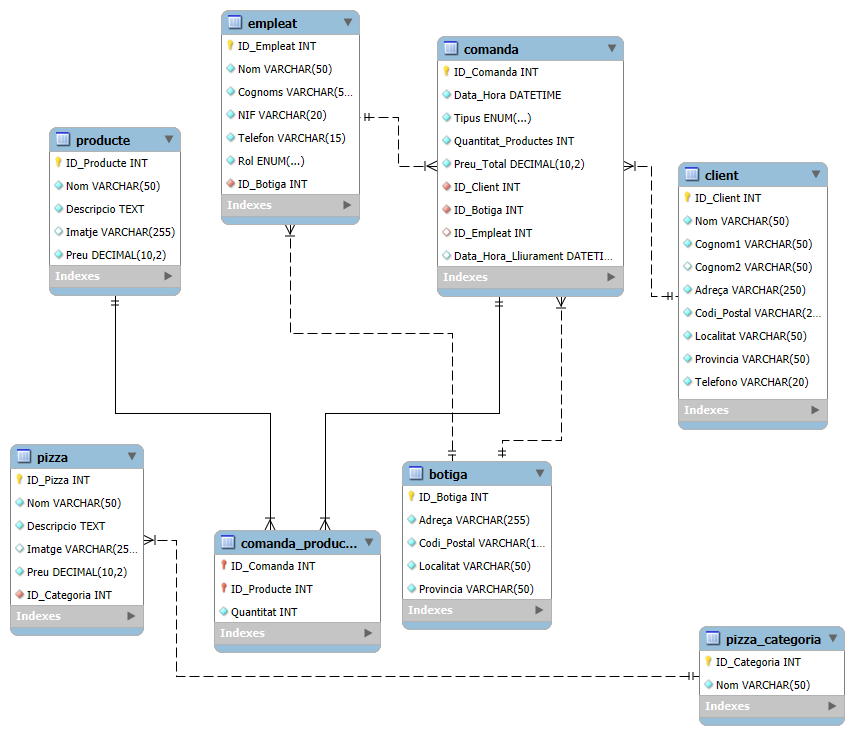 empleat
ID_Empleat INT
Nom VARCHAR(50)
Cognoms VARCHAR(5...
NIF VARCHAR(20)
Telefon VARCHAR(15)
Rol ENUM(...)
ID_Botiga INT
Indexes
comanda
ID_Comanda INT
Data_Hora DATETIME
Tipus ENUM(...)
Quantitat_Productes INT
Preu_Total DECIMAL(10,2)
ID_Client INT
ID_Botiga INT
ID_Empleat INT
Data_Hora_Lliurament DATETI...
Indexes
producte
ID_Producte INT
Nom VARCHAR(50)
Descripcio TEXT
Imatje VARCHAR(255)
Preu DECIMAL(10,2)
Indexes
client
ID_Client INT
Nom VARCHAR(50)
Cognom1 VARCHAR(50)
Cognom2 VARCHAR(50)
Adreça VARCHAR(250)
Codi_Postal VARCHAR(2...
Localitat VARCHAR(50)
Provincia VARCHAR(50)
Telefono VARCHAR(20)
Indexes
pizza
ID_Pizza INT
Nom VARCHAR(50)
Descripcio TEXT
Imatge VARCHAR(25...
Preu DECIMAL(10,2)
ID_Categoria INT
Indexes
comanda_produc...
ID_Comanda INT
ID_Producte INT
Quantitat INT
Indexes
botiga
ID_Botiga INT
Adreça VARCHAR(255)
Codi_Postal VARCHAR(1...
Localitat VARCHAR(50)
Provincia VARCHAR(50)
Indexes
pizza_categoria
ID_Categoria INT
Nom VARCHAR(50)
Indexes